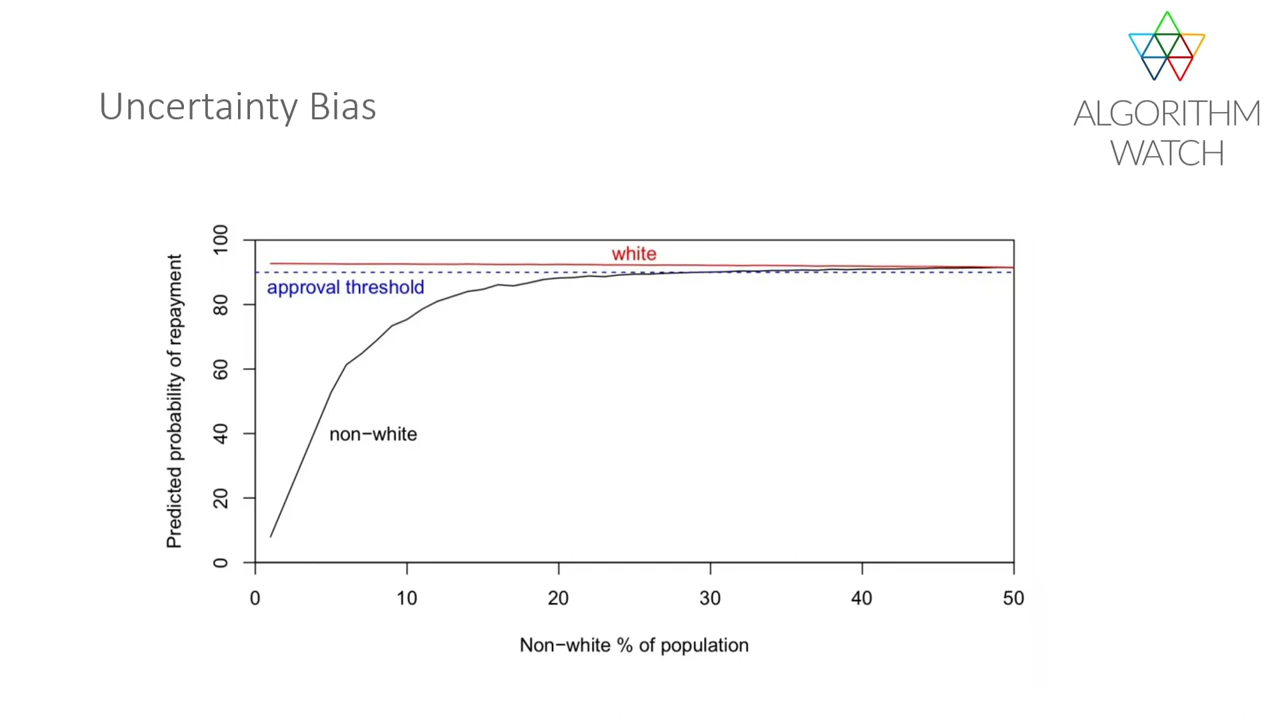 Uncertainty Bias
ALGORITHM
WATCH
Predicted probability of repayment
100
80
60
40
20
0
white
approval threshold
non−white
0 10 20 30 40 50
Non−white % of population